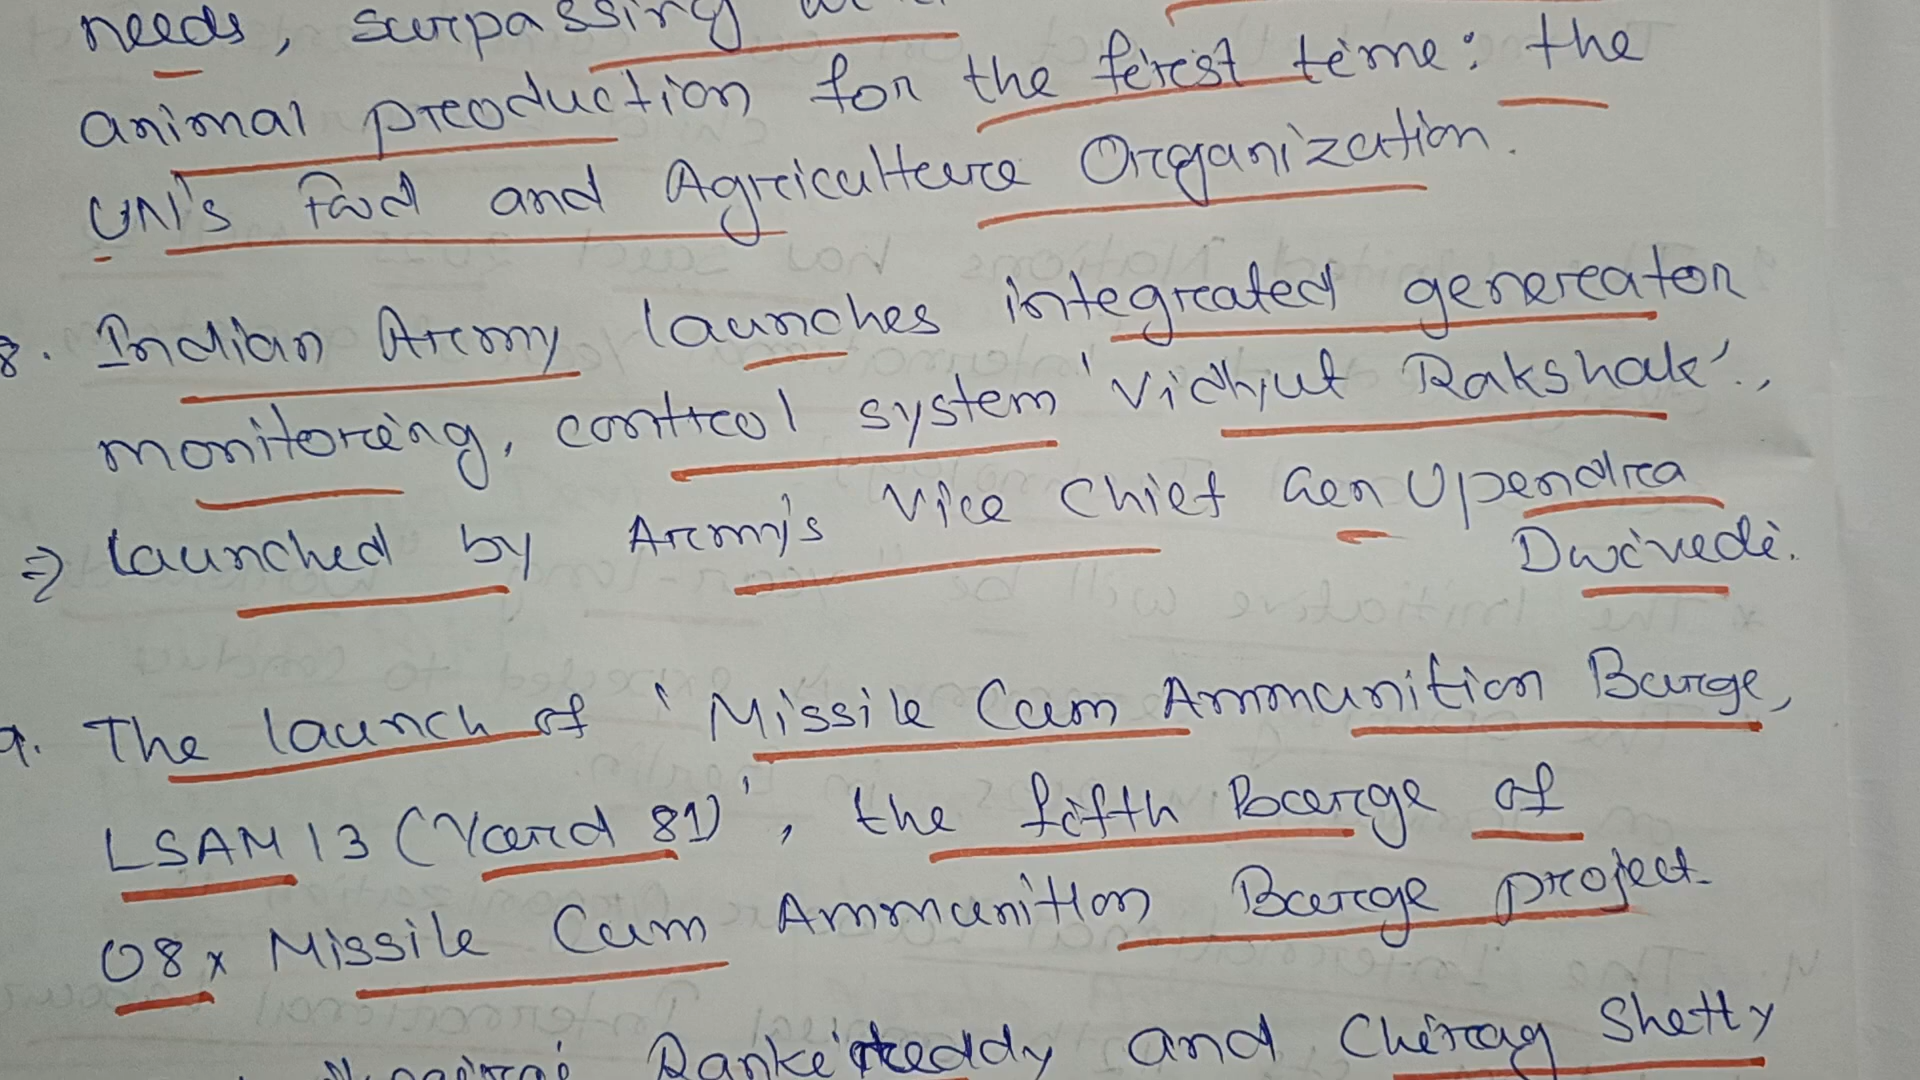 needs, surpassing
animal production for the first time: the
UN's Food and Agriculture Organization.
8. Indian Army launches integrated generator
monitoring, control system 'Vidhyut Rakshak'.,
⇒ launched by Army's Vice Chief Gen Upendra
Dwivedi.
9. The launch of 'Missile Cum Ammunition Barge,
LSAM 13 (Yard 81)', the fifth Barge of
08x Missile Cum Ammunition Barge project
Rankireddy and Chirag Shetty